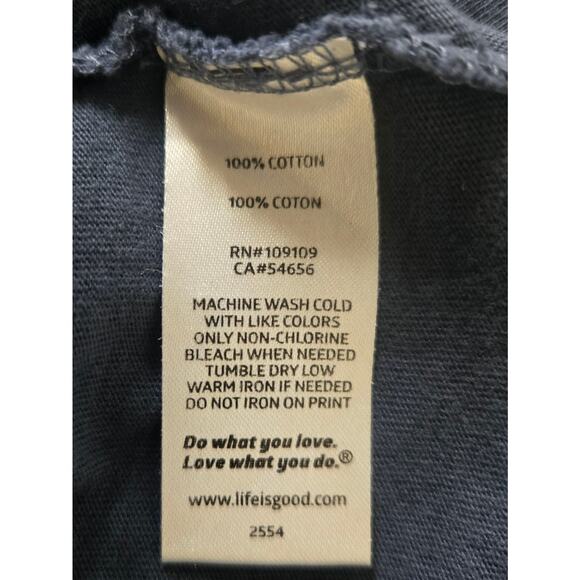 100% COTTON
100% COTON
RN#109109
CA#54656
MACHINE WASH COLD
WITH LIKE COLORS
ONLY NON-CHLORINE
BLEACH WHEN NEEDED
TUMBLE DRY LOW
WARM IRON IF NEEDED
DO NOT IRON ON PRINT
Do what you love.
Love what you do.®
www.lifeisgood.com
2554